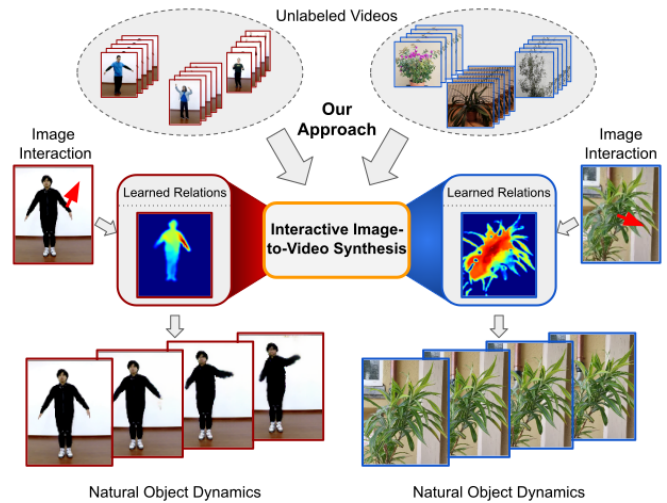 Unlabeled Videos
Our
Approach
Image
Interaction
Image
Interaction
Learned Relations
Interactive Image-
to-Video Synthesis
Learned Relations
Natural Object Dynamics
Natural Object Dynamics